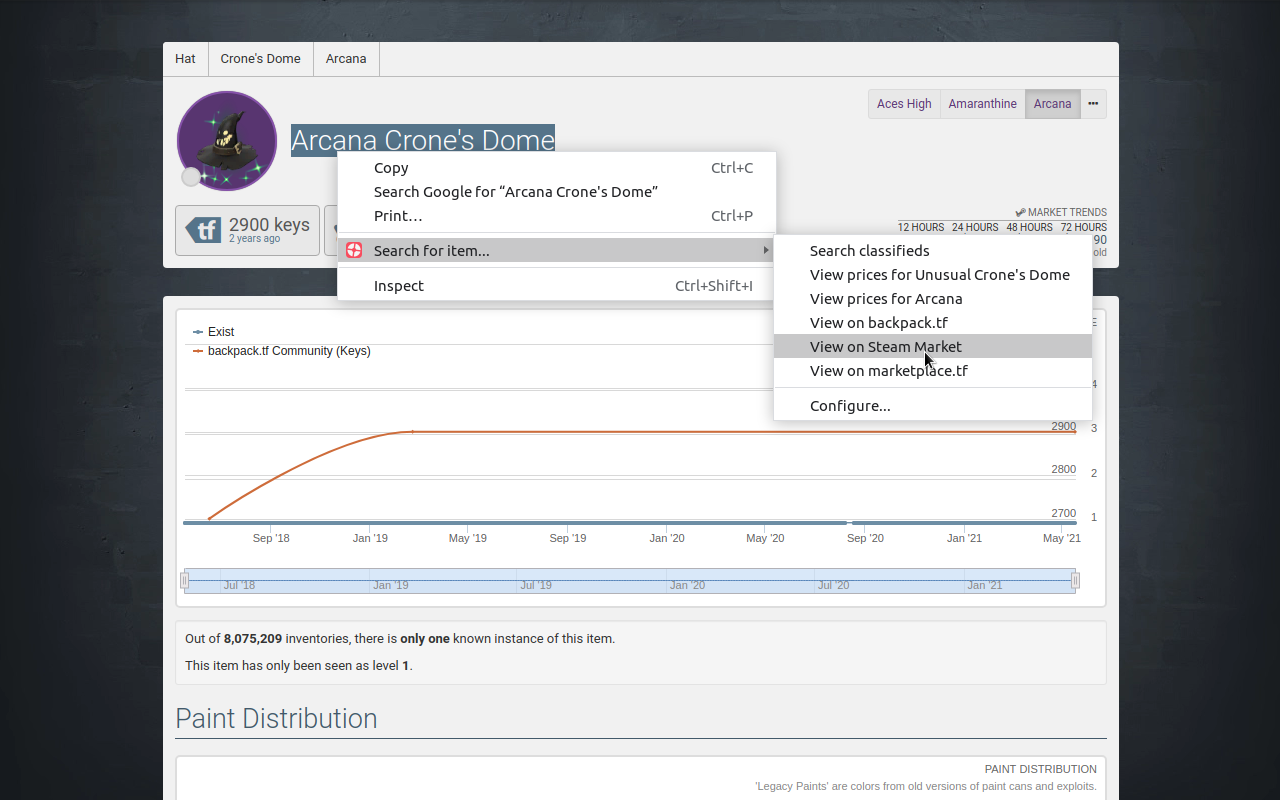 Hat Crone's Dome Arcana
Aces High Amaranthine Arcana •••
Arcana Crone's Dome
Copy Ctrl+C
Search Google for “Arcana Crone's Dome”
Print… Ctrl+P
Search for item... 
Inspect Ctrl+Shift+I
tf 2900 keys
2 years ago
MARKET TRENDS
12 HOURS 24 HOURS 48 HOURS 72 HOURS
90
old
Search classifieds
View prices for Unusual Crone's Dome
View prices for Arcana
View on backpack.tf
View on Steam Market
View on marketplace.tf
Configure...
Exist
backpack.tf Community (Keys)
E
4
2900 3
2800 2
2700 1
Sep '18 Jan '19 May '19 Sep '19 Jan '20 May '20 Sep '20 Jan '21 May '21
Jul '18 Jan '19 Jul '19 Jan '20 Jul '20 Jan '21
Out of 8,075,209 inventories, there is only one known instance of this item.
This item has only been seen as level 1.
Paint Distribution
PAINT DISTRIBUTION
'Legacy Paints' are colors from old versions of paint cans and exploits.